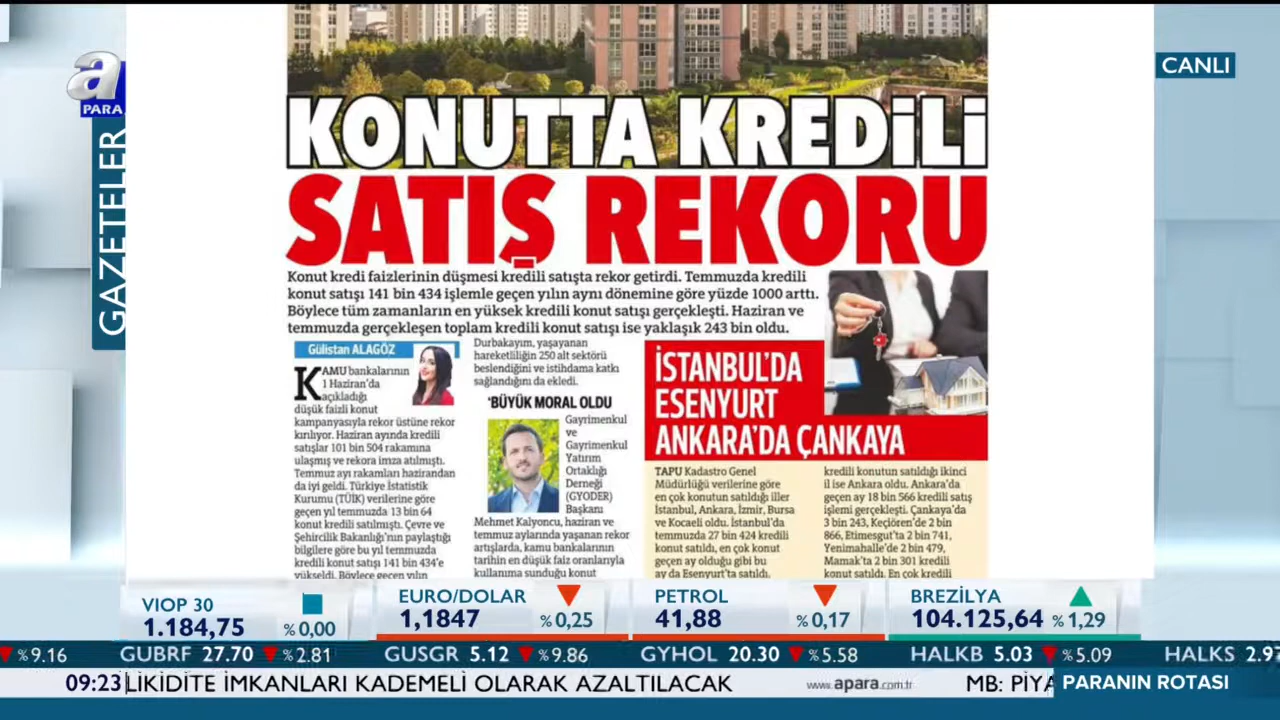 a
PARA
GAZETELER
CANLI
KONUTTA KREDİLİ
SATIŞ REKORU
Konut kredi faizlerinin düşmesi kredili satışta rekor getirdi. Temmuzda kredili
konut satışı 141 bin 434 işlemle geçen yılın aynı dönemine göre yüzde 1000 arttı.
Böylece tüm zamanların en yüksek kredili konut satışı gerçekleşti. Haziran ve
temmuzda gerçekleşen toplam kredili konut satışı ise yaklaşık 243 bin oldu.
Gülistan ALAGÖZ
KAMU bankalarının
1 Haziran'da
açıkladığı
düşük faizli konut
kampanyasıyla rekor üstüne rekor
kırılıyor. Haziran ayında kredili
satışlar 101 bin 504 rakamına
ulaşmış ve rekora imza atılmıştı.
Temmuz ayı rakamları hazirandan
da iyi geldi. Türkiye İstatistik
Kurumu (TÜİK) verilerine göre
geçen yıl temmuzda 13 bin 64
konut kredili satılmıştı. Çevre ve
Şehircilik Bakanlığı'nın paylaştığı
bilgilere göre bu yıl temmuzda
kredili konut satışı 141 bin 434'e
yükseldi. Böylece geçen yılın
Durbakayım, yaşayanan
hareketliliğin 250 alt sektörü
beslendiğini ve istihdama katkı
sağlandığını da ekledi.
'BÜYÜK MORAL OLDU
Gayrimenkul
ve
Gayrimenkul
Yatırım
Ortaklığı
Derneği
(GYODER)
Başkanı
Mehmet Kalyoncu, haziran ve
temmuz aylarında yaşanan rekor
artışlarda, kamu bankalarının
tarihin en düşük faiz oranlarıyla
kullanıma sunduğu konut
İSTANBUL'DA
ESENYURT
ANKARA'DA ÇANKAYA
TAPU Kadastro Genel
Müdürlüğü verilerine göre
en çok konutun satıldığı iller
İstanbul, Ankara, İzmir, Bursa
ve Kocaeli oldu. İstanbul'da
temmuzda 27 bin 424 kredili
konut satıldı, en çok konut
geçen ay olduğu gibi bu
ay da Esenyurt'ta satıldı.
kredili konutun satıldığı ikinci
il ise Ankara oldu. Ankara'da
geçen ay 18 bin 566 kredili satış
işlemi gerçekleşti. Çankaya'da
3 bin 243, Keçiören'de 2 bin
866, Etimesgut'ta 2 bin 741,
Yenimahalle'de 2 bin 479,
Mamak'ta 2 bin 301 kredili
konut satıldı. En çok kredili
VIOP 30
1.184,75 %0,00
EURO/DOLAR
1,1847 %0,25
PETROL
41,88 %0,17
BREZİLYA
104.125,64 %1,29
%9.16 GUBRF 27.70 %2.81 GUSGR 5.12 %9.86 GYHOL 20.30 %5.58 HALKB 5.03 %5.09 HALKS 2.97
09:23 LİKİDİTE İMKANLARI KADEMELİ OLARAK AZALTILACAK www.apara.com.tr MB: PİYA
PARANIN ROTASI